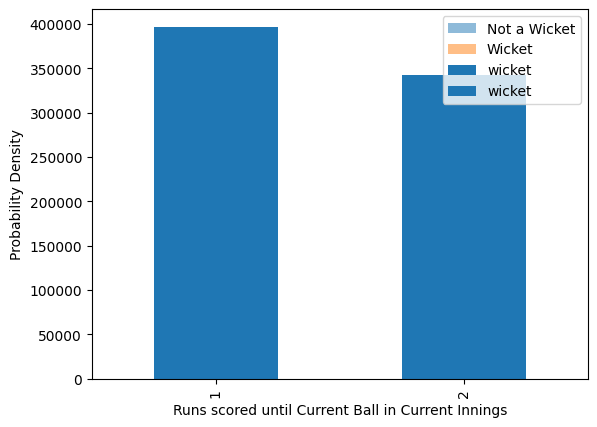 400000
350000
300000
250000
200000
150000
100000
50000
0
Probability Density
Not a Wicket
Wicket
wicket
wicket
1
2
Runs scored until Current Ball in Current Innings